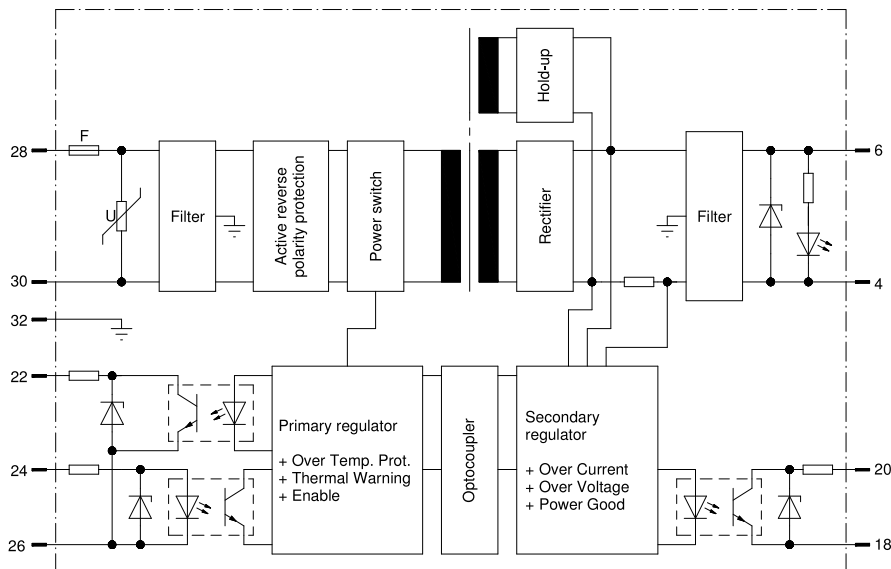 Hold-up
28
F
6
U
Filter
Active reverse
polarity protection
Power switch
Rectifier
Filter
30
4
32
22
Primary regulator
+ Over Temp. Prot.
+ Thermal Warning
+ Enable
Optocoupler
Secondary
regulator
+ Over Current
+ Over Voltage
+ Power Good
24
20
26
18